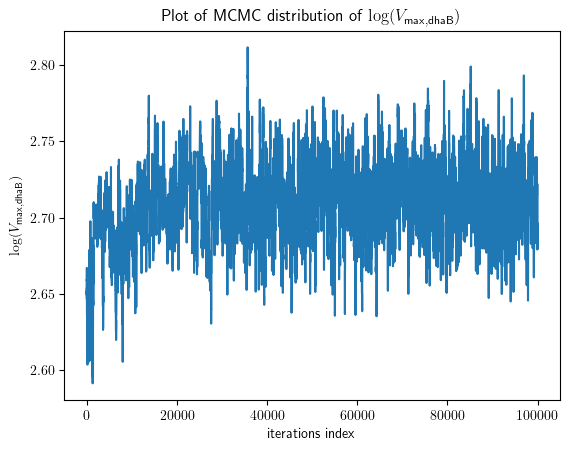 Plot of MCMC distribution of log(V_max,dhaB)
log(V_max,dhaB)
2.80
2.75
2.70
2.65
2.60
0 20000 40000 60000 80000 100000
iterations index